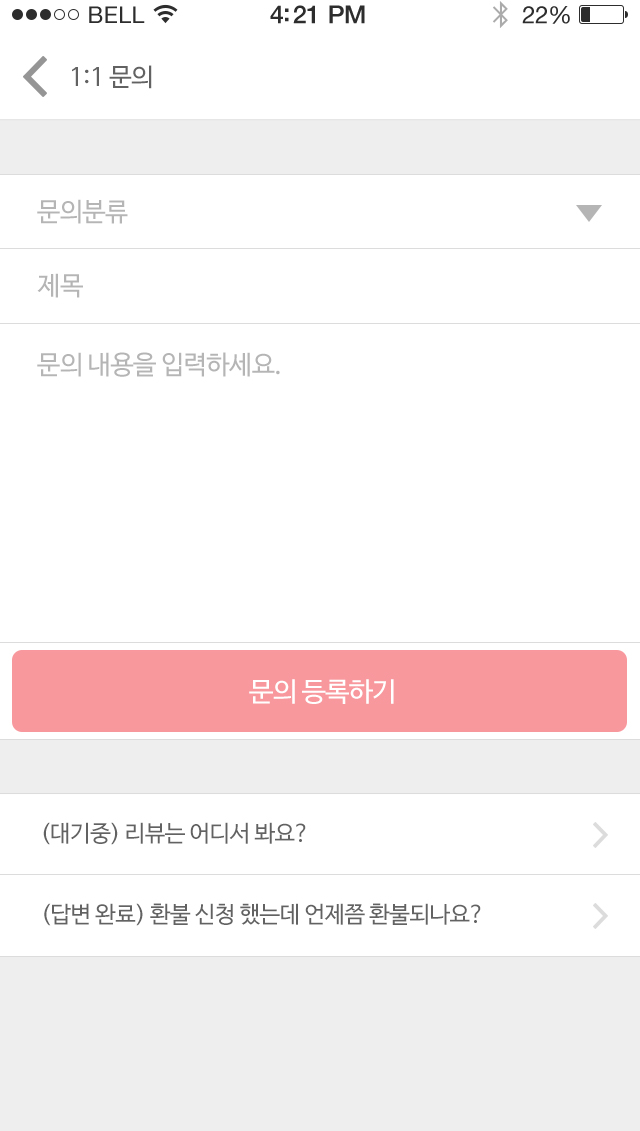 BELL 4:21 PM 22%
1:1 문의
문의분류
제목
문의 내용을 입력하세요.
문의 등록하기
(대기중) 리뷰는 어디서 봐요?
(답변 완료) 환불 신청 했는데 언제쯤 환불되나요?